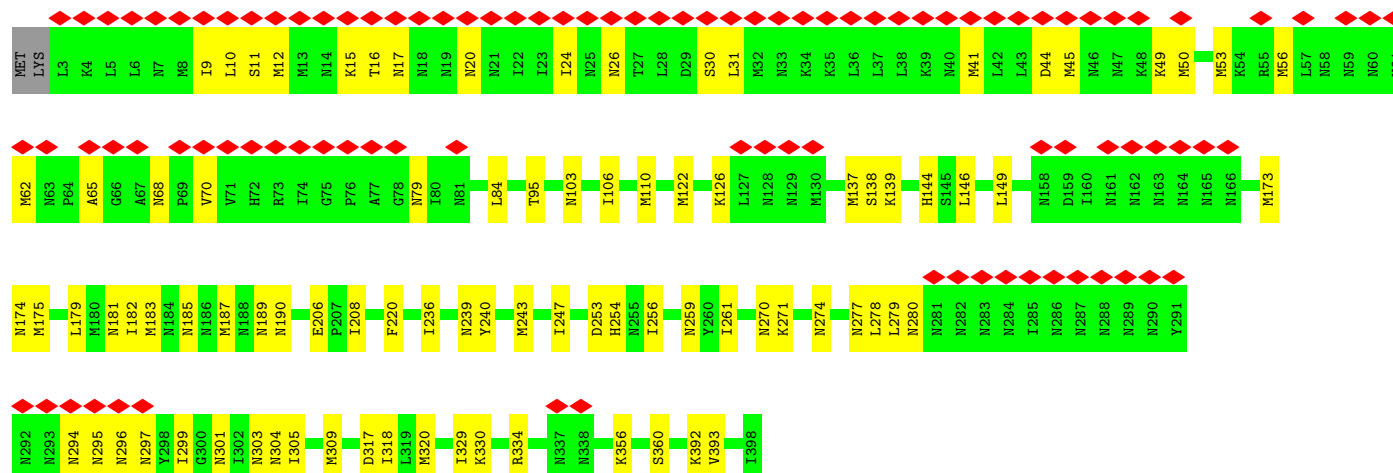 MET LYS L3 K4 L5 L6 N7 M8 I9 L10 S11 M12 M13 N14 K15 T16 N17 N18 N19 N20 N21 I22 I23 I24 N25 N26 T27 L28 D29 S30 L31 M32 N33 K34 K35 L36 L37 L38 K39 N40 M41 L42 L43 D44 M45 N46 N47 K48 K49 M50 M53 K54 R55 M56 L57 N58 N59 N60
M62 N63 P64 A65 G66 A67 N68 P69 V70 V71 H72 R73 I74 G75 P76 A77 G78 N79 I80 N81 L84 T95 N103 I106 M110 M122 K126 L127 N128 N129 M130 M137 S138 K139 H144 S145 L146 L149 N158 D159 I160 N161 N162 N163 N164 N165 N166 M173
N174 M175 L179 M180 N181 I182 M183 N184 N185 N186 M187 N188 N189 N190 E206 P207 I208 F220 I236 N239 Y240 M243 I247 D253 H254 N255 I256 N259 Y260 I261 N270 K271 N274 N277 L278 L279 N280 N281 N282 N283 N284 I285 N286 N287 N288 N289 N290 Y291
N292 N293 N294 N295 N296 N297 Y298 I299 G300 N301 I302 N303 N304 I305 M309 D317 I318 L319 M320 I329 K330 R334 N337 N338 K356 S360 K392 V393 I398